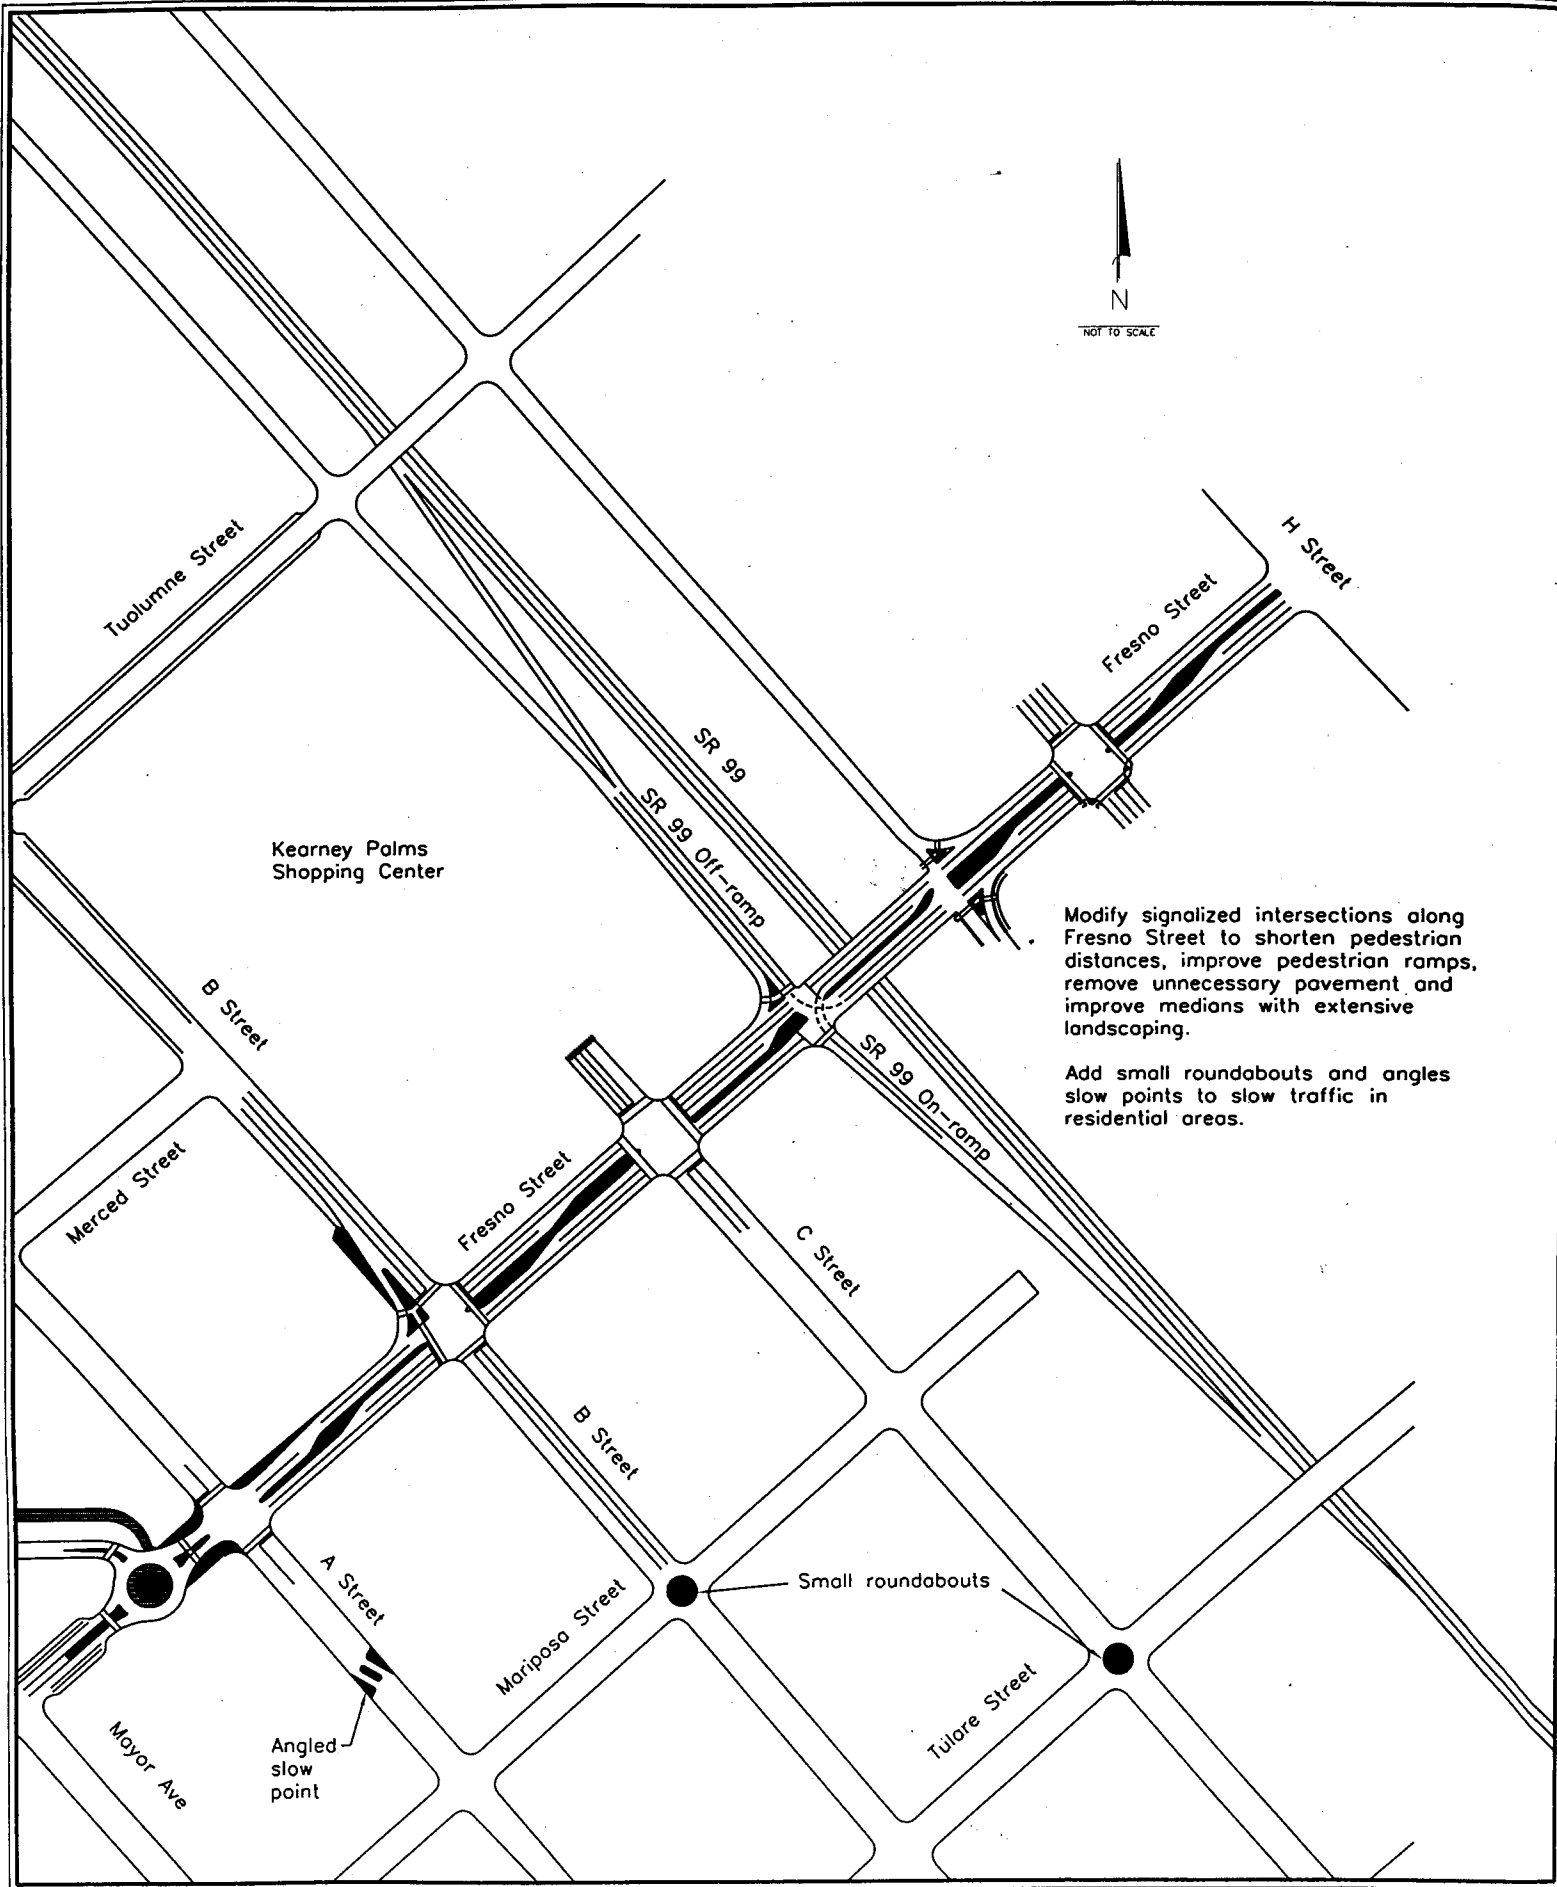 N
NOT TO SCALE
H Street
Fresno Street
Tuolumne Street
SR 99
SR 99 Off-ramp
Kearney Palms
Shopping Center
Modify signalized intersections along
Fresno Street to shorten pedestrian
distances, improve pedestrian ramps,
remove unnecessary pavement and
improve medians with extensive
landscaping.
Add small roundabouts and angles
slow points to slow traffic in
residential areas.
B Street
SR 99 On-ramp
Merced Street
Fresno Street
C Street
B Street
A Street
Mariposa Street
Small roundabouts
Tulare Street
Mayor Ave
Angled
slow
point